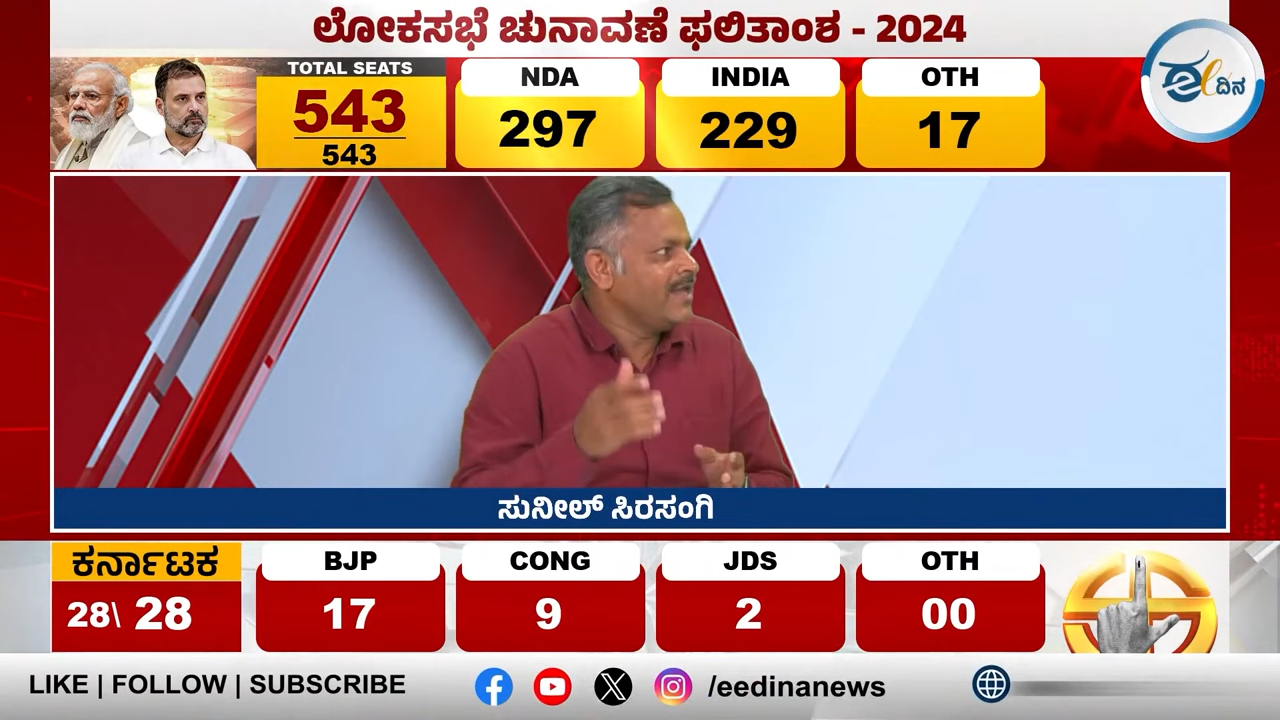 ಲೋಕಸಭೆ ಚುನಾವಣೆ ಫಲಿತಾಂಶ - 2024
ಈದಿನ
TOTAL SEATS
543
543
NDA
297
INDIA
229
OTH
17
ಸುನೀಲ್ ಸಿರಸಂಗಿ
ಕರ್ನಾಟಕ
28\ 28
BJP
17
CONG
9
JDS
2
OTH
00
LIKE | FOLLOW | SUBSCRIBE
/eedinanews